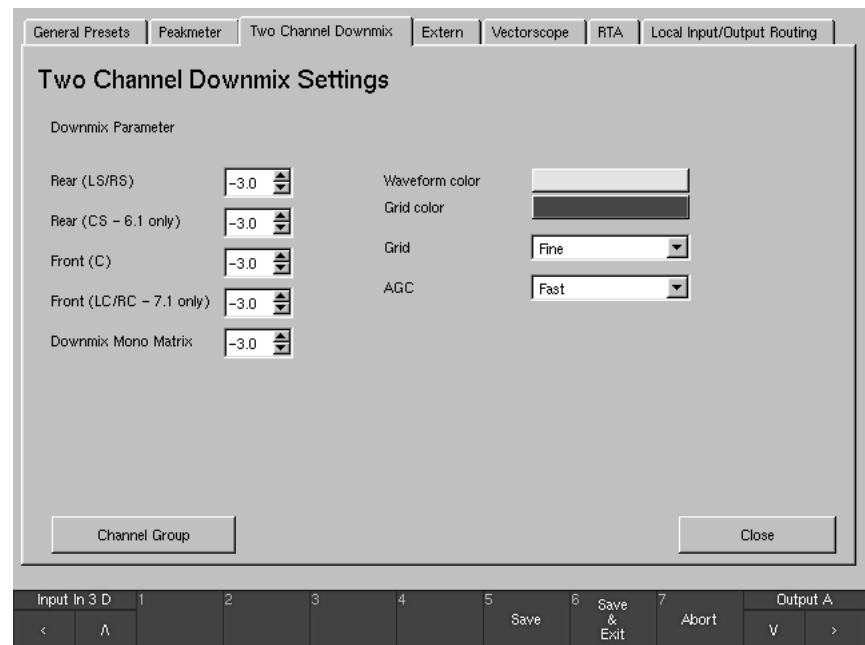 General Presets Peakmeter Two Channel Downmix Extern Vectorscope RTA Local Input/Output Routing
Two Channel Downmix Settings
Downmix Parameter
Rear (LS/RS) -3.0
Rear (CS - 6.1 only) -3.0
Front (C) -3.0
Front (LC/RC - 7.1 only) -3.0
Downmix Mono Matrix -3.0
Waveform color
Grid color
Grid Fine
AGC Fast
Channel Group Close
Input In 3 D 1 2 3 4 5 6 7 Output A
< Λ Save Save & Exit Abort V >